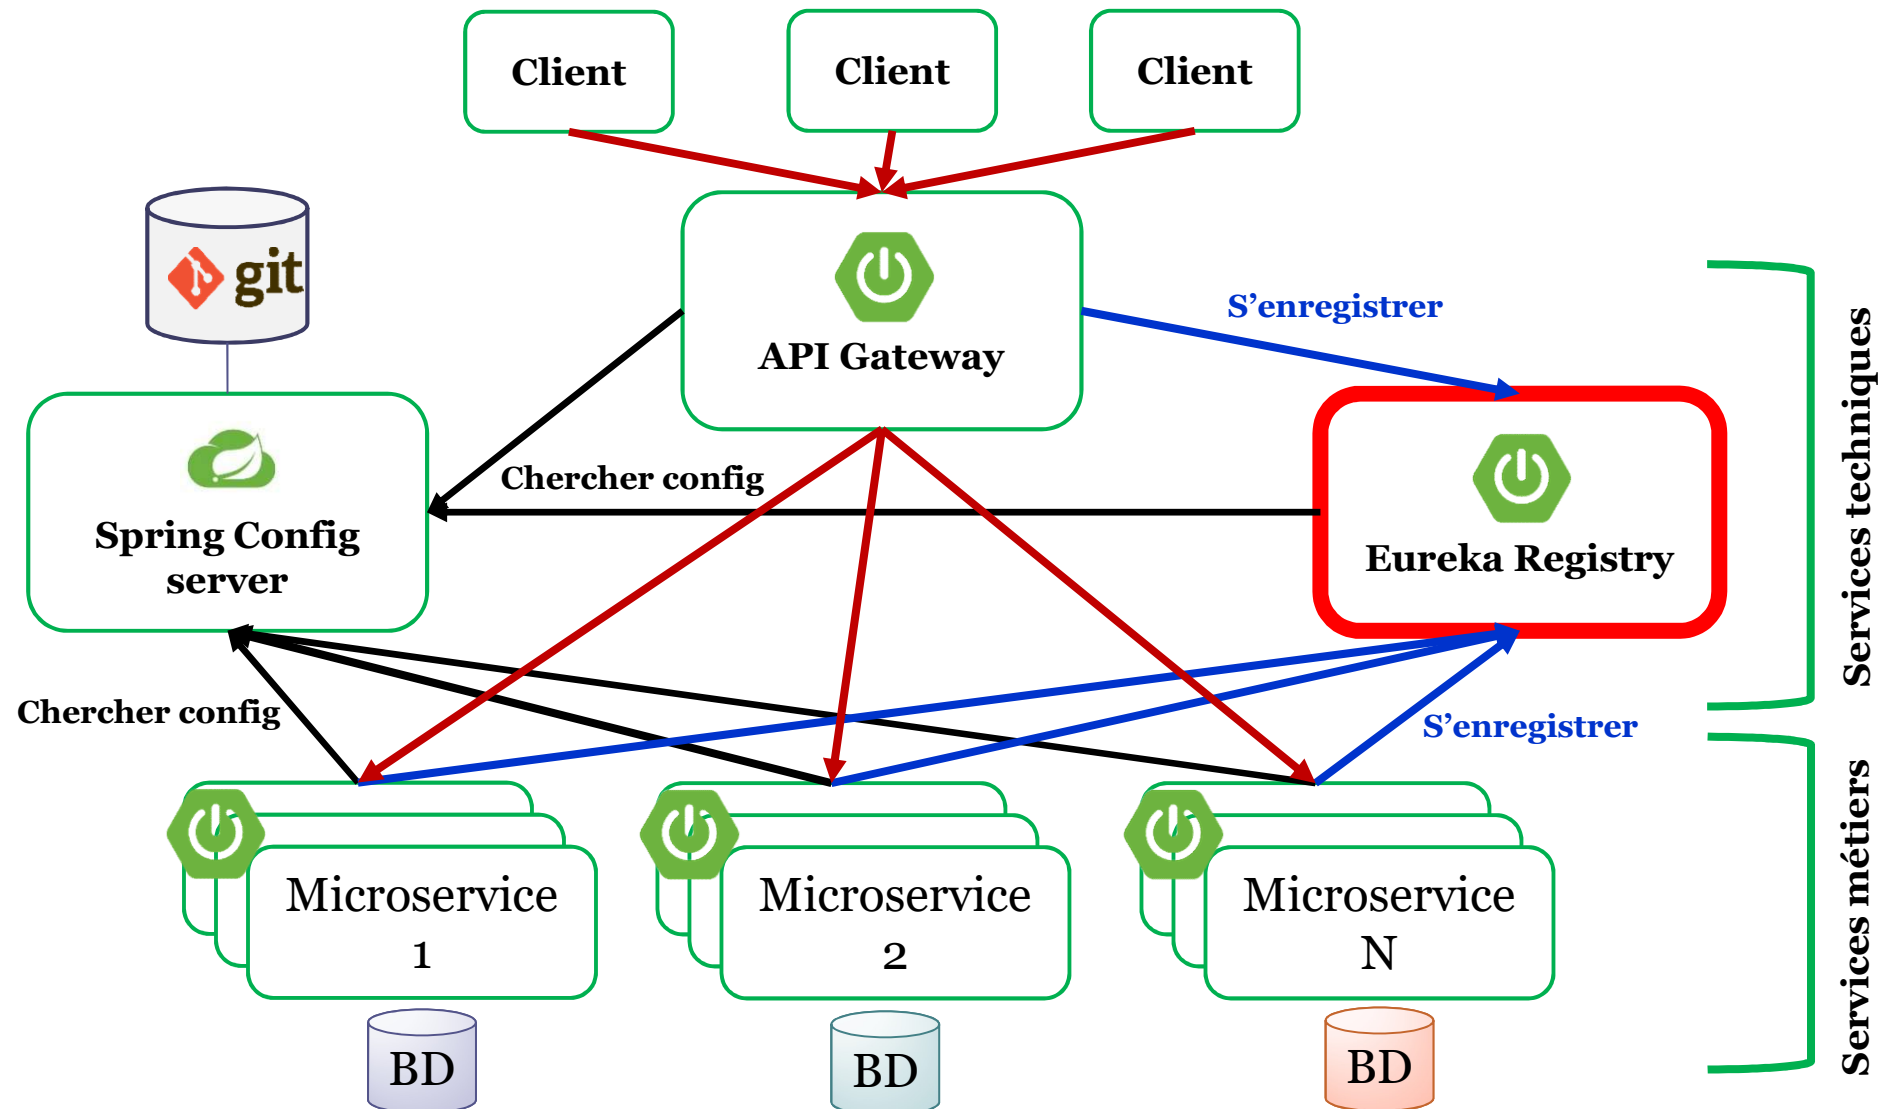 Client
Client
Client
git
API Gateway
S’enregistrer
Spring Config
server
Chercher config
Eureka Registry
Services techniques
Chercher config
S’enregistrer
Microservice
1
Microservice
2
Microservice
N
Services métiers
BD
BD
BD